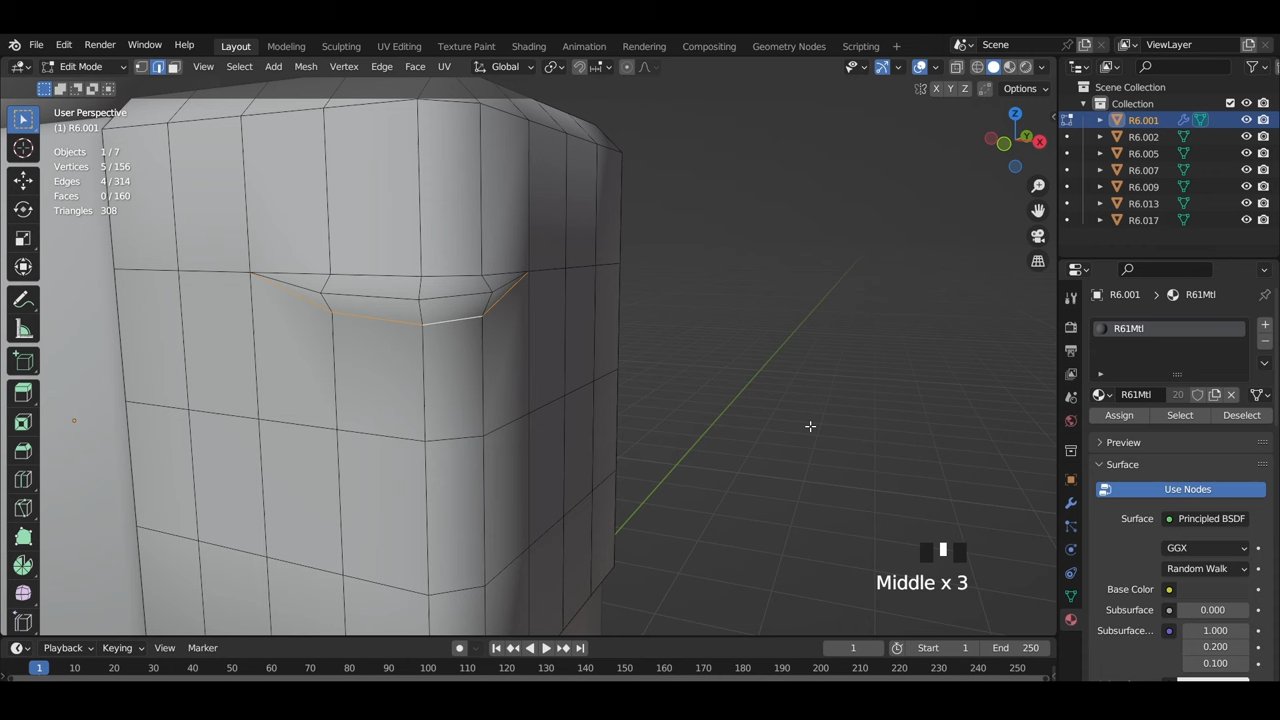 File Edit Render Window Help Layout Modeling Sculpting UV Editing Texture Paint Shading Animation Rendering Compositing Geometry Nodes Scripting + Scene ViewLayer
Edit Mode View Select Add Mesh Vertex Edge Face UV Global
X Y Z Options
User Perspective
(1) R6.001
Objects 1 / 7
Vertices 5 / 156
Edges 4 / 314
Faces 0 / 160
Triangles 308
Z
Y
X
Middle x 3
Scene Collection
Collection
R6.001
R6.002
R6.005
R6.007
R6.009
R6.013
R6.017
R6.001 > R61Mtl
R61Mtl
R61Mtl 20
Assign Select Deselect
Preview
Surface
Use Nodes
Surface Principled BSDF
GGX
Random Walk
Base Color
Subsurface 0.000
Subsurface... 1.000
0.200
0.100
Playback Keying View Marker 1 Start 1 End 250
1 10 20 30 40 50 60 70 80 90 100 110 120 130 140 150 160 170 180 190 200 210 220 230 240 250